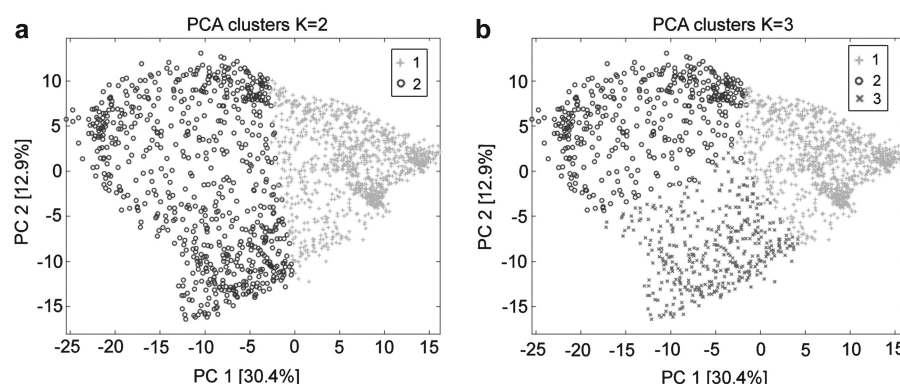 a
PCA clusters K=2
+ 1
o 2
10
5
0
-5
-10
-15
PC 2 [12.9%]
-25 -20 -15 -10 -5 0 5 10 15
PC 1 [30.4%]
b
PCA clusters K=3
+ 1
o 2
× 3
10
5
0
-5
-10
-15
PC 2 [12.9%]
-25 -20 -15 -10 -5 0 5 10 15
PC 1 [30.4%]